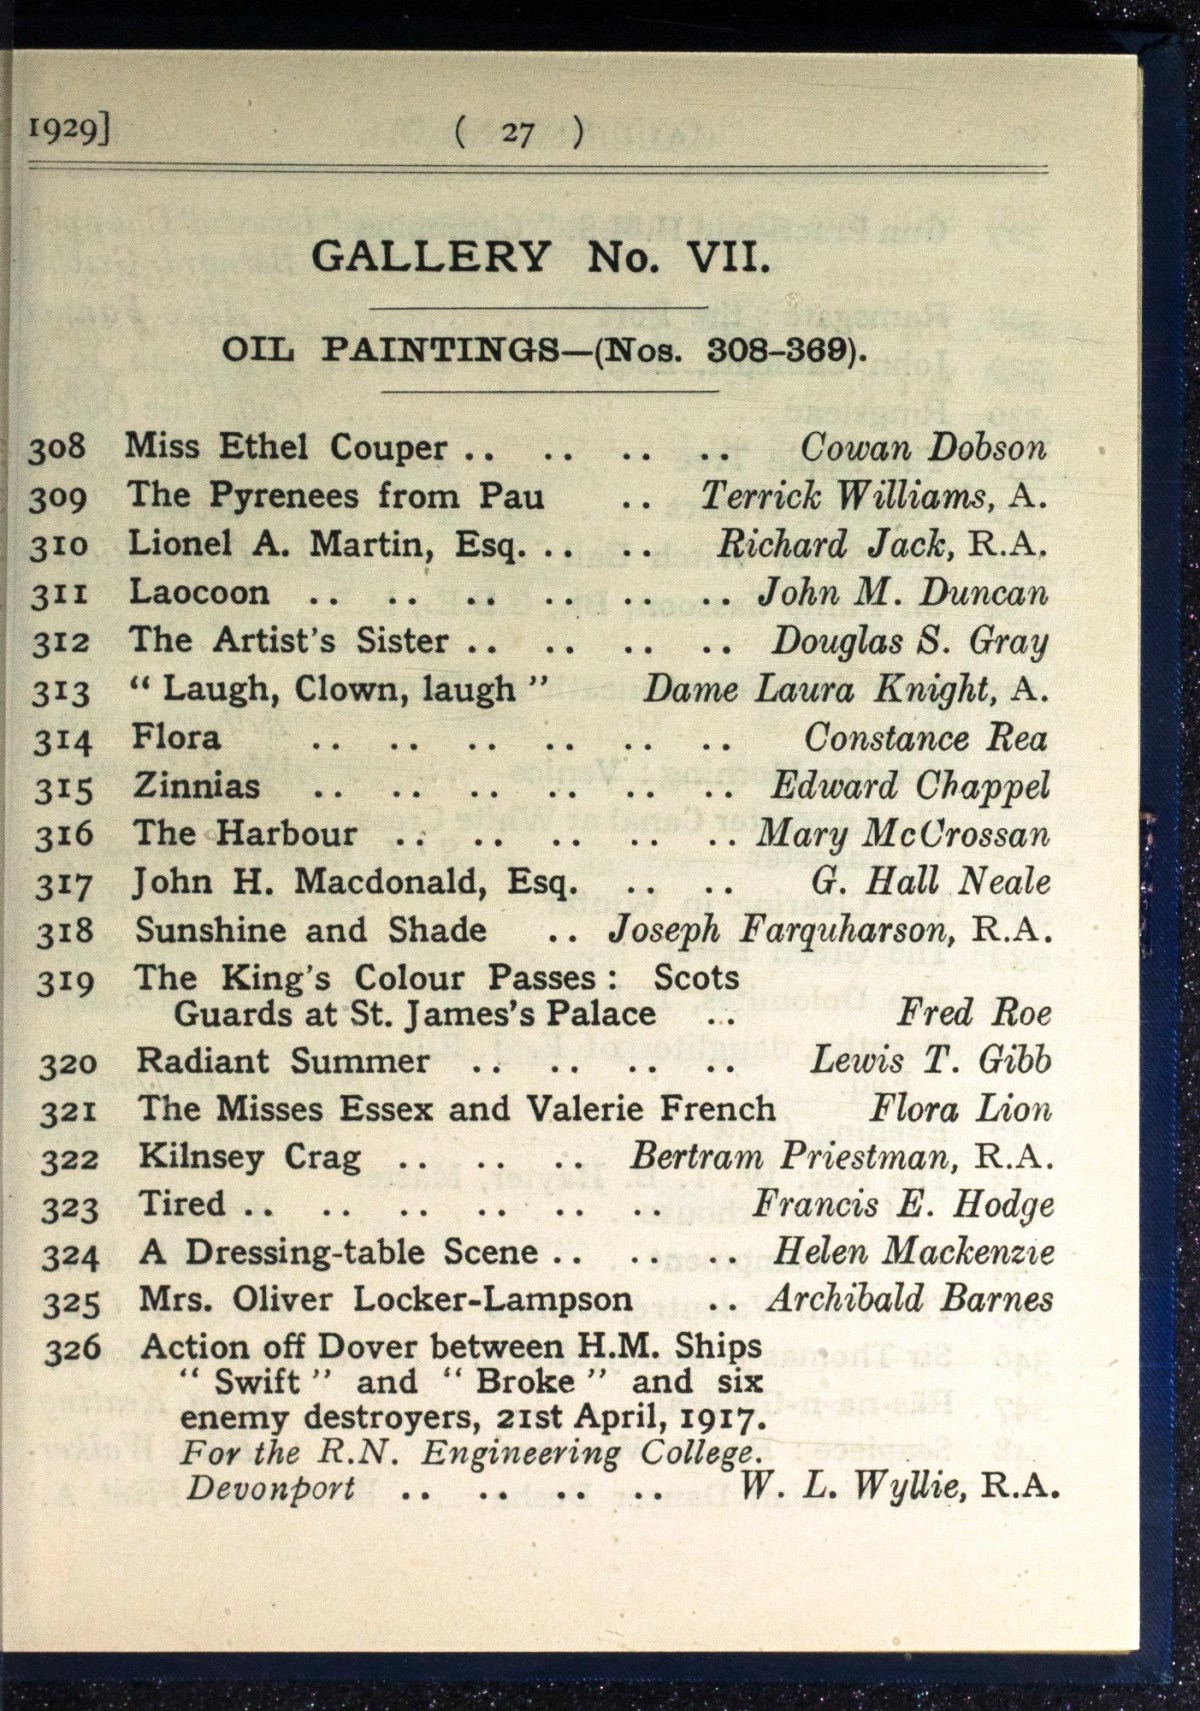 1929] ( 27 )
GALLERY No. VII.
OIL PAINTINGS—(Nos. 308-369).
308 Miss Ethel Couper .. .. .. .. Cowan Dobson
309 The Pyrenees from Pau .. Terrick Williams, A.
310 Lionel A. Martin, Esq. .. .. Richard Jack, R.A.
311 Laocoon .. .. .. .. .. .. John M. Duncan
312 The Artist's Sister .. .. .. .. Douglas S. Gray
313 “ Laugh, Clown, laugh ” Dame Laura Knight, A.
314 Flora .. .. .. .. .. .. Constance Rea
315 Zinnias .. .. .. .. .. .. Edward Chappel
316 The Harbour .. .. .. .. .. Mary McCrossan
317 John H. Macdonald, Esq. .. .. G. Hall Neale
318 Sunshine and Shade .. Joseph Farquharson, R.A.
319 The King's Colour Passes : Scots
Guards at St. James's Palace .. Fred Roe
320 Radiant Summer .. .. .. .. Lewis T. Gibb
321 The Misses Essex and Valerie French Flora Lion
322 Kilnsey Crag .. .. .. Bertram Priestman, R.A.
323 Tired .. .. .. .. .. .. Francis E. Hodge
324 A Dressing-table Scene .. .. .. Helen Mackenzie
325 Mrs. Oliver Locker-Lampson .. Archibald Barnes
326 Action off Dover between H.M. Ships
“ Swift ” and “ Broke ” and six
enemy destroyers, 21st April, 1917.
For the R.N. Engineering College.
Devonport .. .. .. .. W. L. Wyllie, R.A.